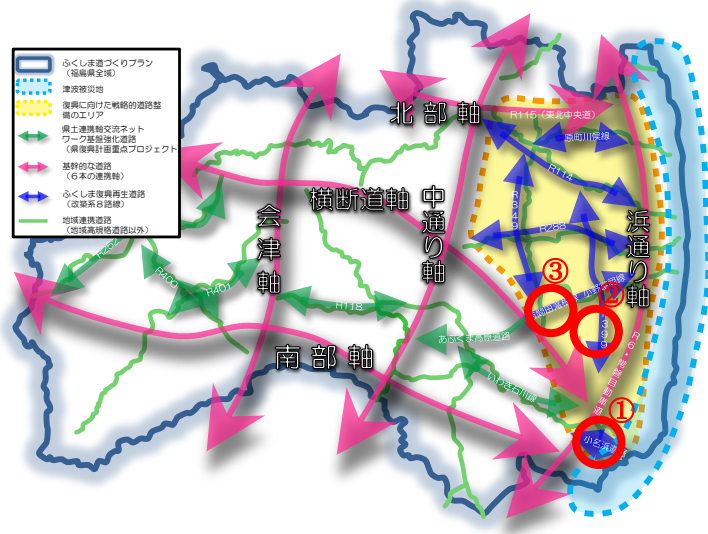 ふくしま道づくりプラン
（福島県全域）
津波被災地
復興に向けた戦略的道路整
備のエリア
県土連携軸交流ネット
ワーク基盤強化道路
（県復興計画重点プロジェクト）
基幹的な道路
（６本の連携軸）
ふくしま復興再生道路
（改築系８路線）
地域連携道路
（地域高規格道路以外）
北部軸
R115（東北中央道）
原町川俣線
R114
R349
横断道軸
中通り軸
浜通り軸
会津軸
R288
R252
R400
R401
R118
③
②
小野富岡線
R399
あぶくま高原道路
南部軸
いわき石川線
①
小名浜道路